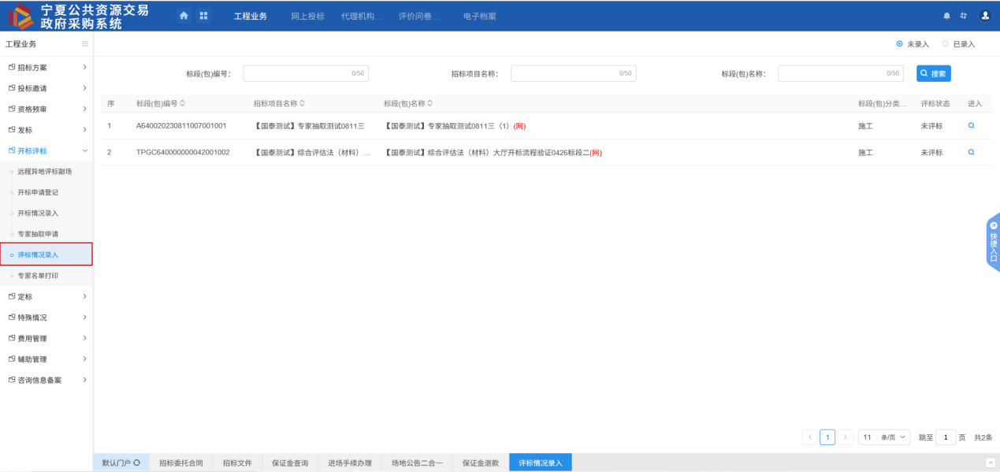 宁夏公共资源交易
政府采购系统
工程业务 网上投标 代理机构... 评价问卷... 电子档案
工程业务
未录入 已录入
招标方案
投标邀请
资格预审
发标
开标评标
远程异地评标副场
开标申请登记
开标情况录入
专家抽取申请
评标情况录入
专家名单打印
定标
特殊情况
费用管理
辅助管理
咨询信息备案
标段(包)编号: 0/50 招标项目名称: 0/50 标段(包)名称: 0/50 搜索
序 标段(包)编号 招标项目名称 标段(包)名称 标段(包)分类... 评标状态 进入
1 A640020230811007001001 【国泰测试】专家抽取测试0811三 【国泰测试】专家抽取测试0811三（1）(网) 施工 未评标
2 TPGC640000000042001002 【国泰测试】综合评估法（材料）... 【国泰测试】综合评估法（材料）大厅开标流程验证0426标段二(网) 施工 未评标
快捷入口
1 11 条/页 跳至 1 页 共2条
默认门户 招标委托合同 招标文件 保证金查询 进场手续办理 场地公告二合一 保证金退款 评标情况录入